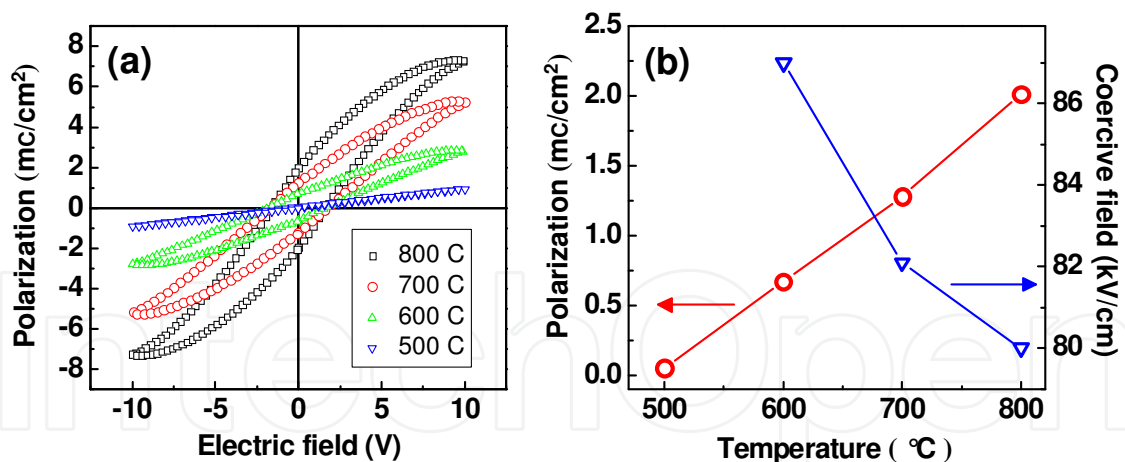 (a)
Polarization (mc/cm²)
8
6
4
2
0
-2
-4
-6
-8
800 C
700 C
600 C
500 C
-10
-5
0
5
10
Electric field (V)
(b)
Polarization (mc/cm²)
2.5
2.0
1.5
1.0
0.5
0.0
500
600
700
800
Temperature ( °C)
86
84
82
80
Coercive field (kV/cm)
IntechOpen